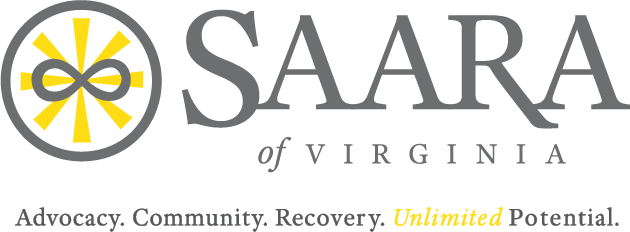 SAARA
of VIRGINIA
Advocacy. Community. Recovery. Unlimited Potential.